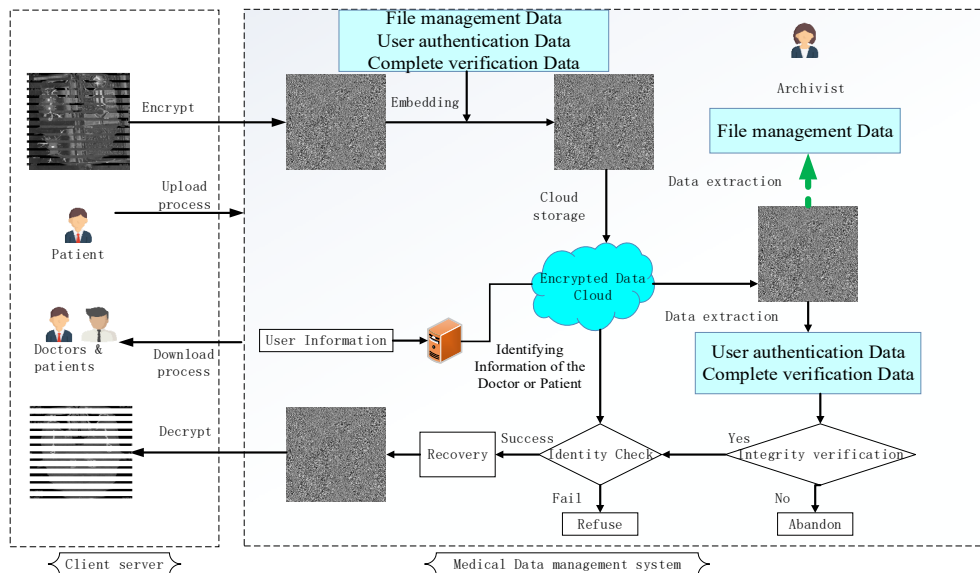 File management Data
User authentication Data
Complete verification Data
Encrypt
Embedding
Archivist
File management Data
Data extraction
Upload
process
Cloud
storage
Patient
Encrypted Data
Cloud
Data extraction
User Information
Identifying
Information of the
Doctor or Patient
Doctors &
patients
Download
process
User authentication Data
Complete verification Data
Decrypt
Recovery
Success
Identity Check
Yes
Integrity verification
Fail
No
Refuse
Abandon
Client server
Medical Data management system